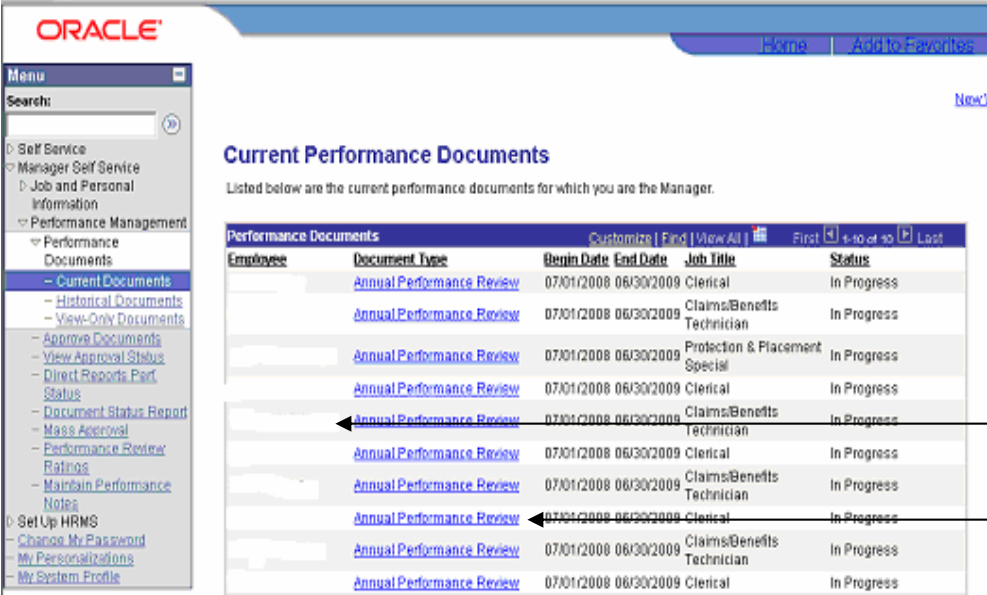 ORACLE'
Home | Add to Favorites
Menu
Search:
Self Service
Manager Self Service
Job and Personal
Information
Performance Management
Performance
Documents
– Current Documents
– Historical Documents
– View-Only Documents
– Approve Documents
– View Approval Status
– Direct Reports Perf.
Status
– Document Status Report
– Mass Approval
– Performance Review
Ratings
– Maintain Performance
Notes
Set Up HRMS
– Change My Password
– My Personalizations
– My System Profile
Current Performance Documents
Listed below are the current performance documents for which you are the Manager.
Performance Documents Customize | Find | View All | First 1-10 of 10 Last
Employee Document Type Begin Date End Date Job Title Status
Annual Performance Review 07/01/2008 06/30/2009 Clerical In Progress
Annual Performance Review 07/01/2008 06/30/2009 Claims/Benefits Technician In Progress
Annual Performance Review 07/01/2008 06/30/2009 Protection & Placement Special In Progress
Annual Performance Review 07/01/2008 06/30/2009 Clerical In Progress
Annual Performance Review 07/01/2008 06/30/2009 Claims/Benefits Technician In Progress
Annual Performance Review 07/01/2008 06/30/2009 Clerical In Progress
Annual Performance Review 07/01/2008 06/30/2009 Claims/Benefits Technician In Progress
Annual Performance Review 07/01/2008 06/30/2009 Clerical In Progress
Annual Performance Review 07/01/2008 06/30/2009 Claims/Benefits Technician In Progress
Annual Performance Review 07/01/2008 06/30/2009 Clerical In Progress